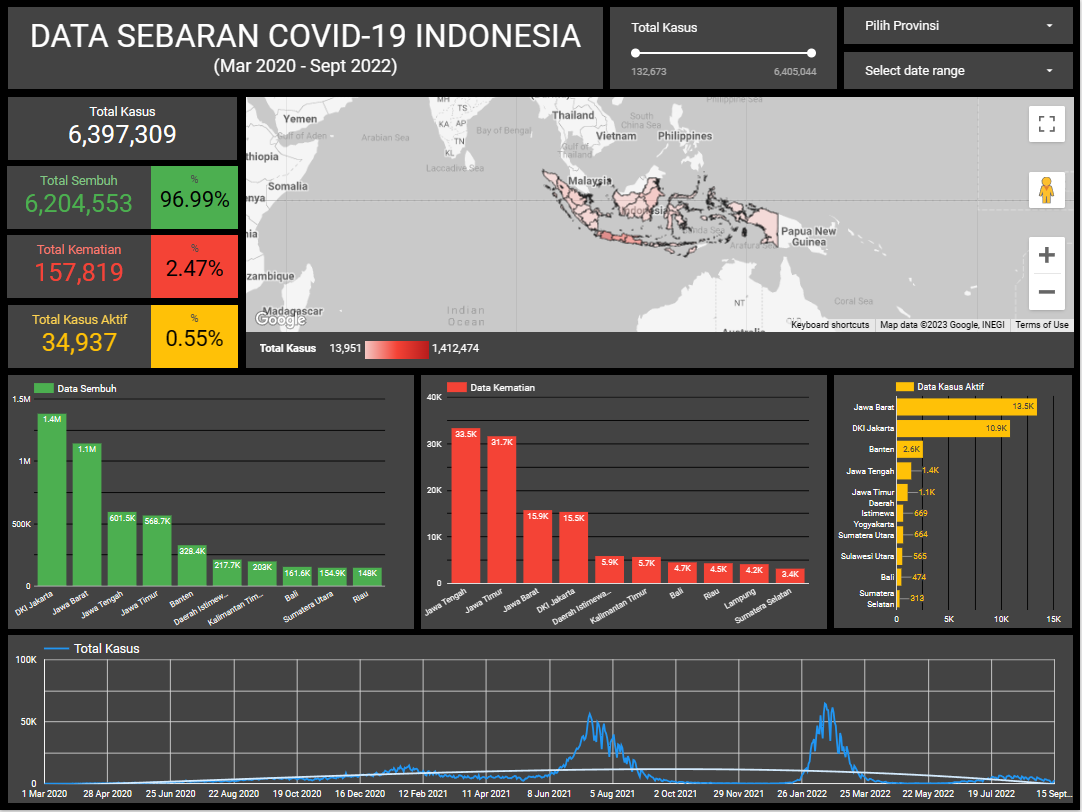 DATA SEBARAN COVID-19 INDONESIA
(Mar 2020 - Sept 2022)
Total Kasus
132,673 6,405,044
Pilih Provinsi
Select date range
Total Kasus
6,397,309
Total Sembuh
6,204,553
%
96.99%
Total Kematian
157,819
%
2.47%
Total Kasus Aktif
34,937
%
0.55%
Yemen
Gulf of Aden
thiopia
Somalia
enya
nia
zambique
Madagascar
Google
Arabian Sea
MH
TS
KA AP
TN
KL
Laccadive Sea
Bay of Bengal
Thailand
Gulf of
Thailand
Vietnam
South
China Sea
Philippines
Philippine Sea
Malaysia
Indonesia
Banda Sea
Arafura Sea
Papua New
Guinea
Indian
Ocean
NT
QLD
Australia
Coral Sea
Keyboard shortcuts Map data ©2023 Google, INEGI Terms of Use
Total Kasus 13,951 1,412,474
Data Sembuh
1.5M
1M
500K
0
1.4M
1.1M
601.5K
568.7K
328.4K
217.7K
203K
161.6K
154.9K
148K
DKI Jakarta
Jawa Barat
Jawa Tengah
Jawa Timur
Banten
Daerah Istimew...
Kalimantan Tim...
Bali
Sumatera Utara
Riau
Data Kematian
40K
30K
20K
10K
0
33.5K
31.7K
15.9K
15.5K
5.9K
5.7K
4.7K
4.5K
4.2K
3.4K
Jawa Tengah
Jawa Timur
Jawa Barat
DKI Jakarta
Daerah Istimewa...
Kalimantan Timur
Bali
Riau
Lampung
Sumatera Selatan
Data Kasus Aktif
Jawa Barat 13.5K
DKI Jakarta 10.9K
Banten 2.6K
Jawa Tengah 1.4K
Jawa Timur 1.1K
Daerah
Istimewa 669
Yogyakarta
Sumatera Utara 664
Sulawesi Utara 565
Bali 474
Sumatera
Selatan 313
0 5K 10K 15K
Total Kasus
100K
50K
0
1 Mar 2020 28 Apr 2020 25 Jun 2020 22 Aug 2020 19 Oct 2020 16 Dec 2020 12 Feb 2021 11 Apr 2021 8 Jun 2021 5 Aug 2021 2 Oct 2021 29 Nov 2021 26 Jan 2022 25 Mar 2022 22 May 2022 19 Jul 2022 15 Sept...